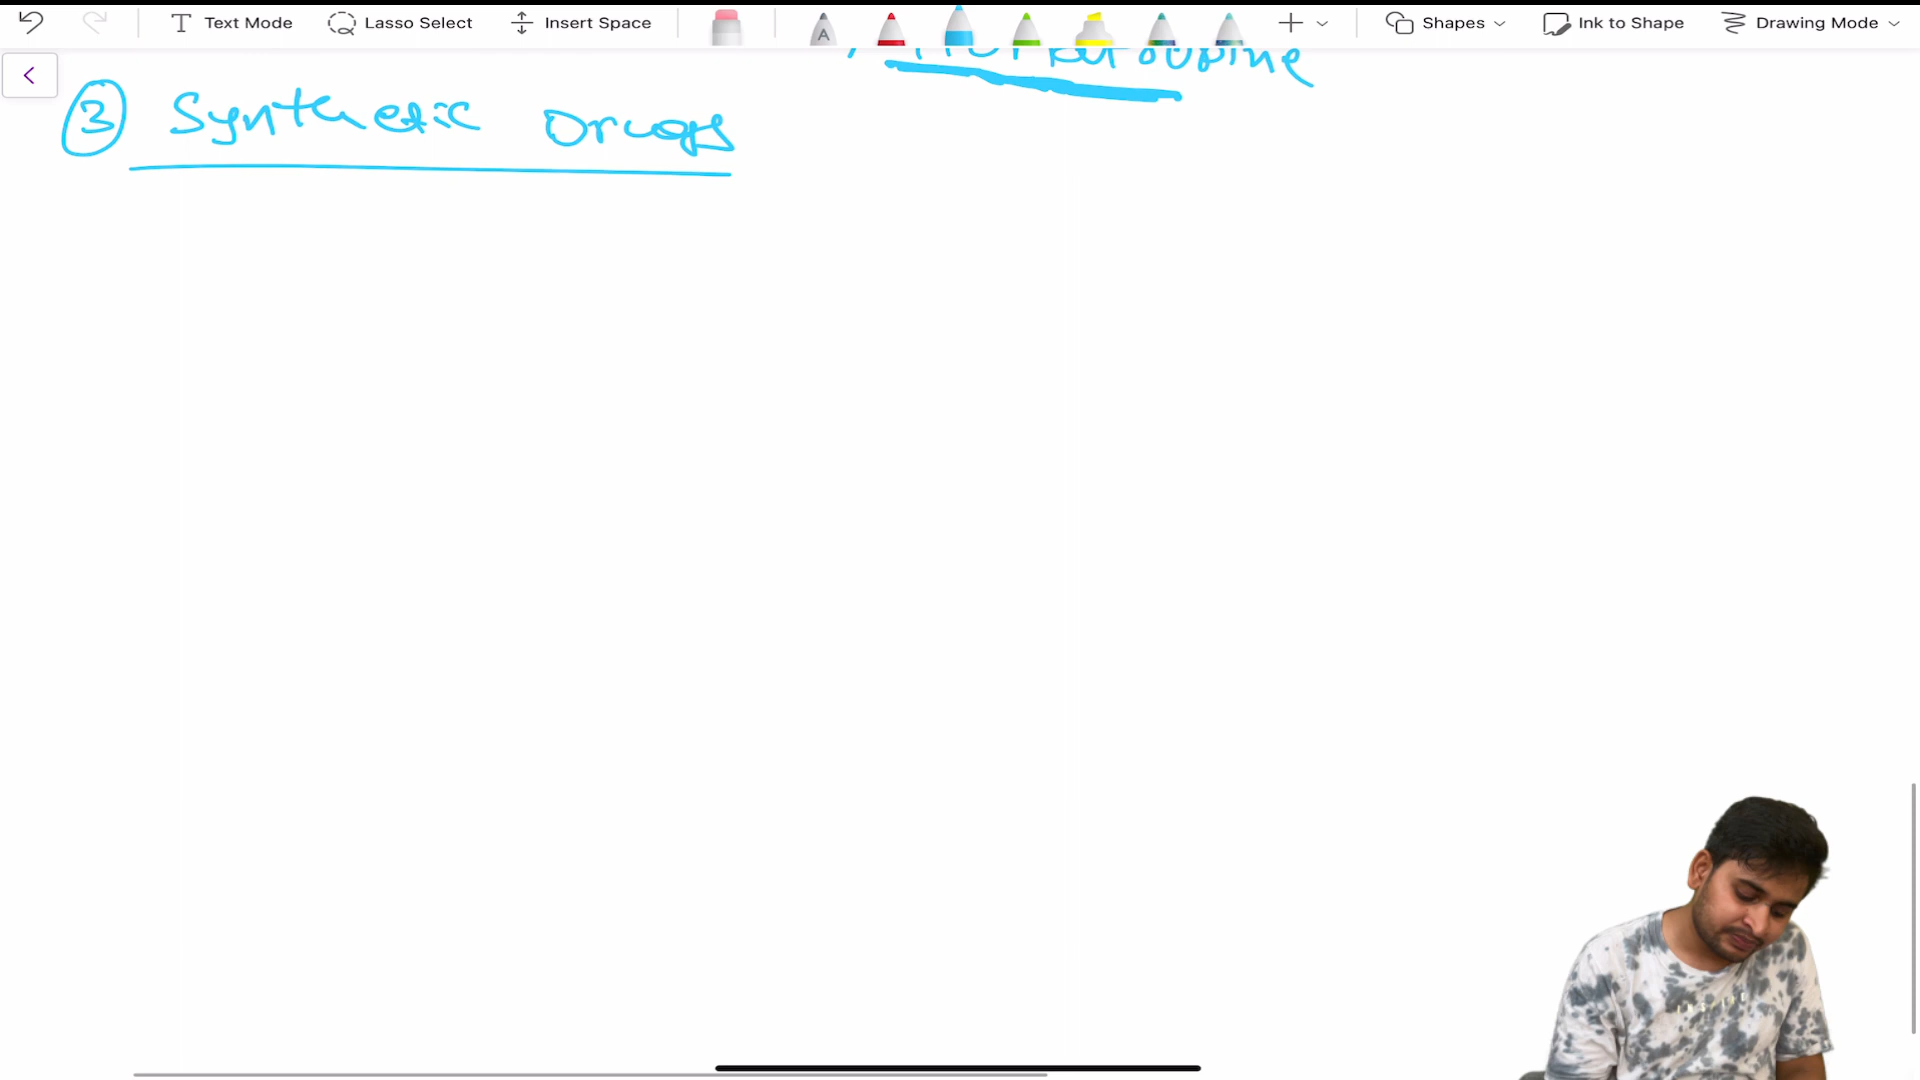 Text Mode Lasso Select Insert Space A Shapes Ink to Shape Drawing Mode
③ Synthetic Drugs